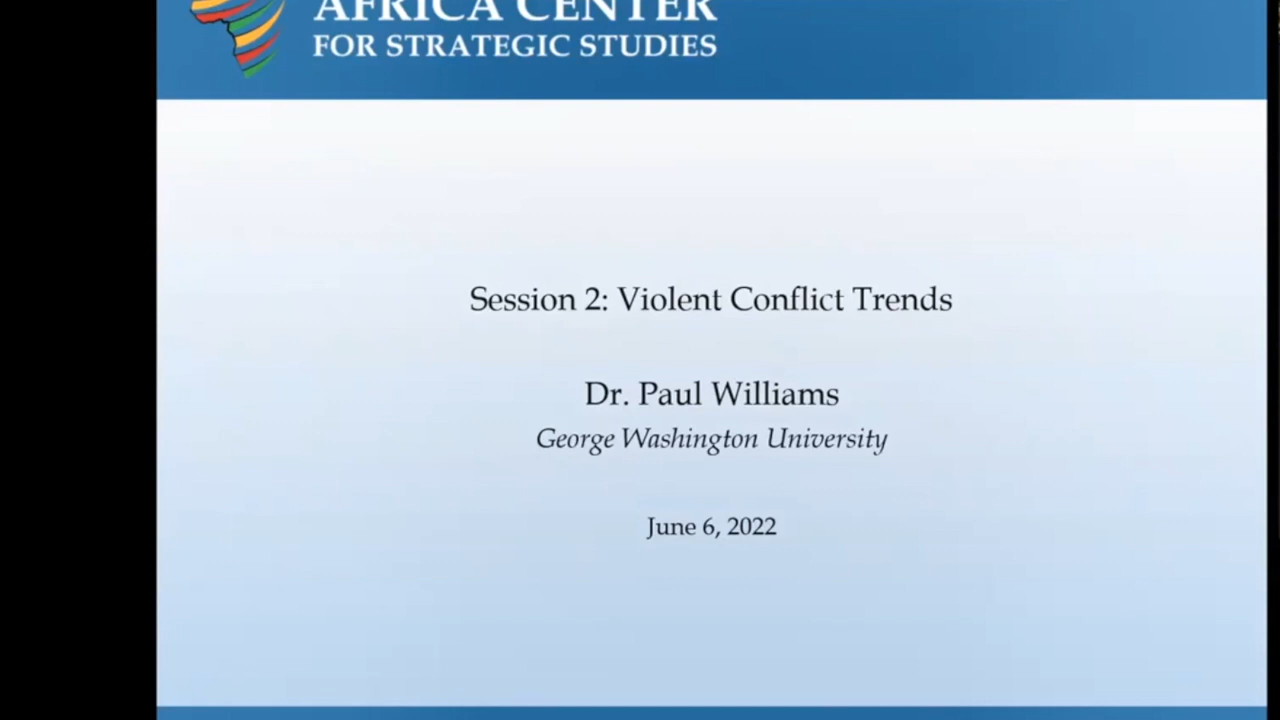 AFRICA CENTER
FOR STRATEGIC STUDIES
Session 2: Violent Conflict Trends
Dr. Paul Williams
George Washington University
June 6, 2022